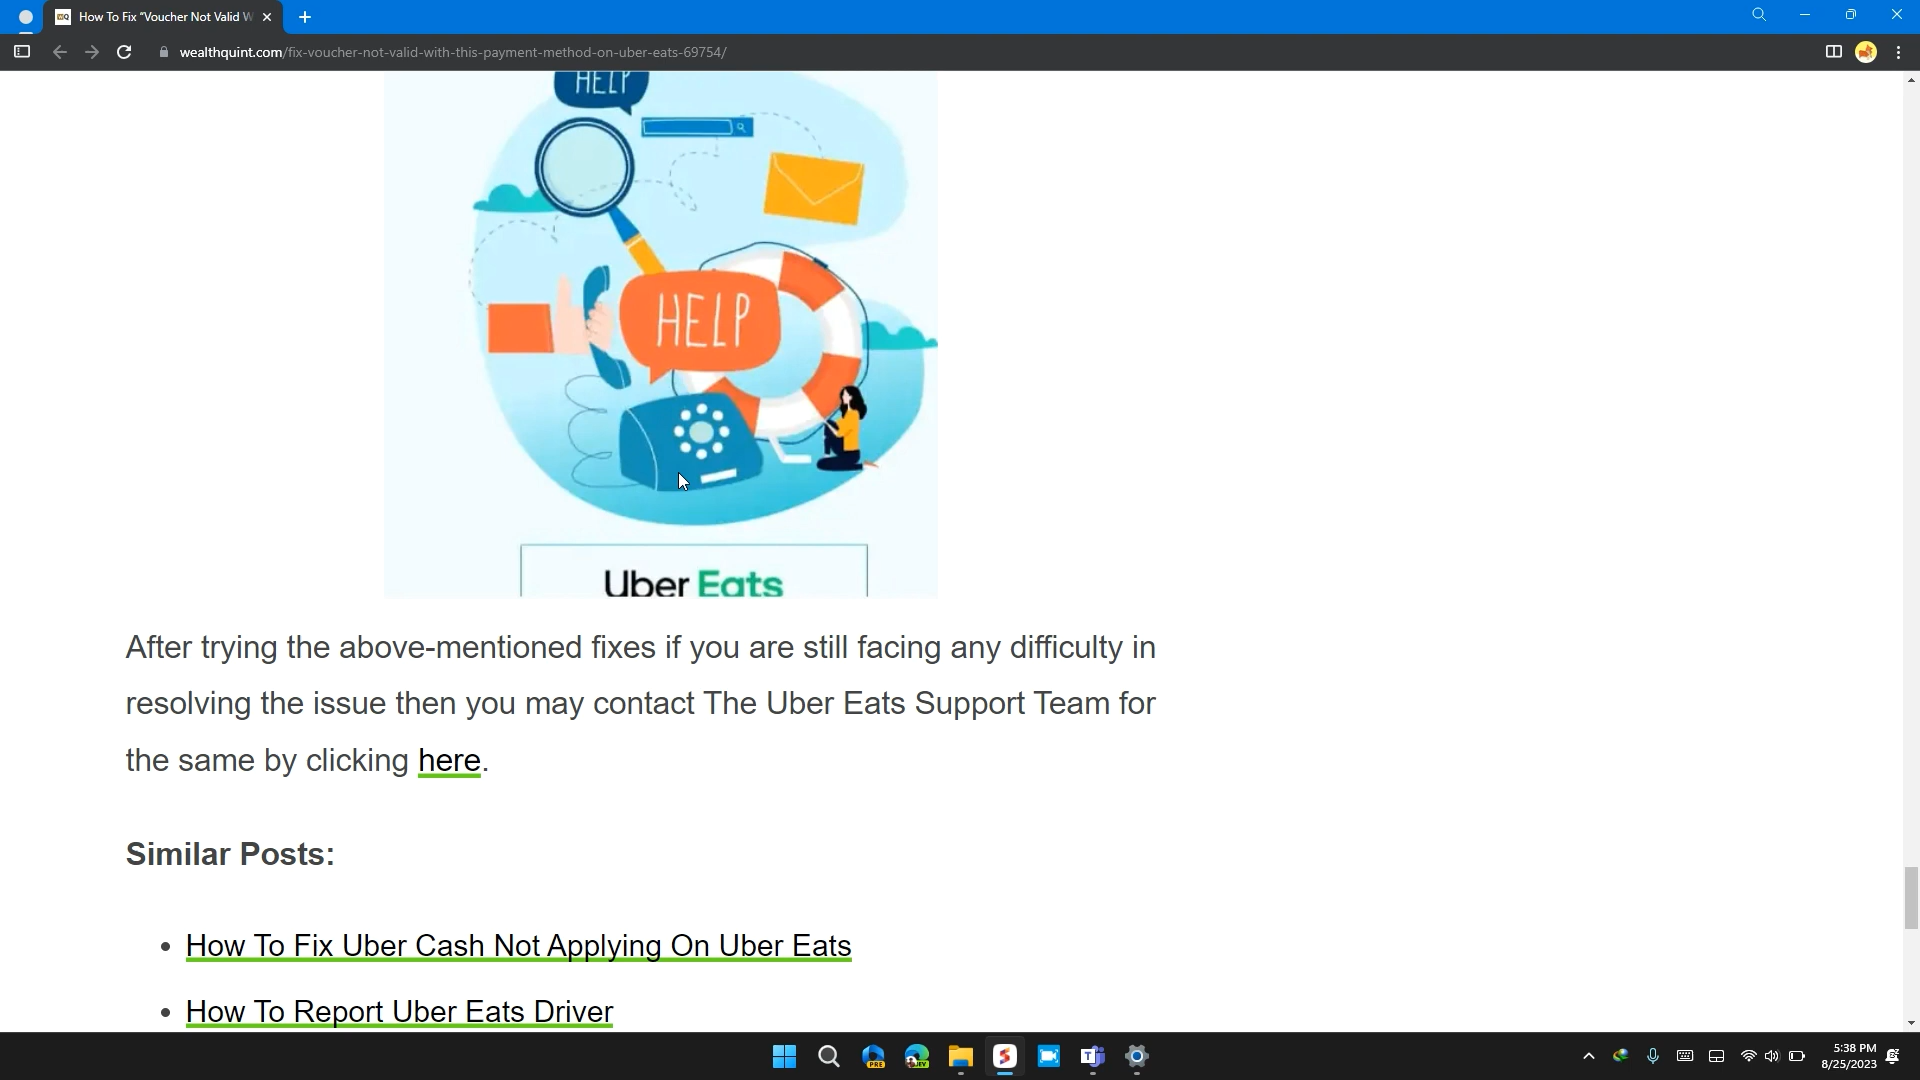 WQ
How To Fix “Voucher Not Valid W
wealthquint.com/fix-voucher-not-valid-with-this-payment-method-on-uber-eats-69754/
HELP
HELP
Uber Eats
After trying the above-mentioned fixes if you are still facing any difficulty in
resolving the issue then you may contact The Uber Eats Support Team for
the same by clicking here.
Similar Posts:
How To Fix Uber Cash Not Applying On Uber Eats
How To Report Uber Eats Driver
PRE
5:38 PM
8/25/2023